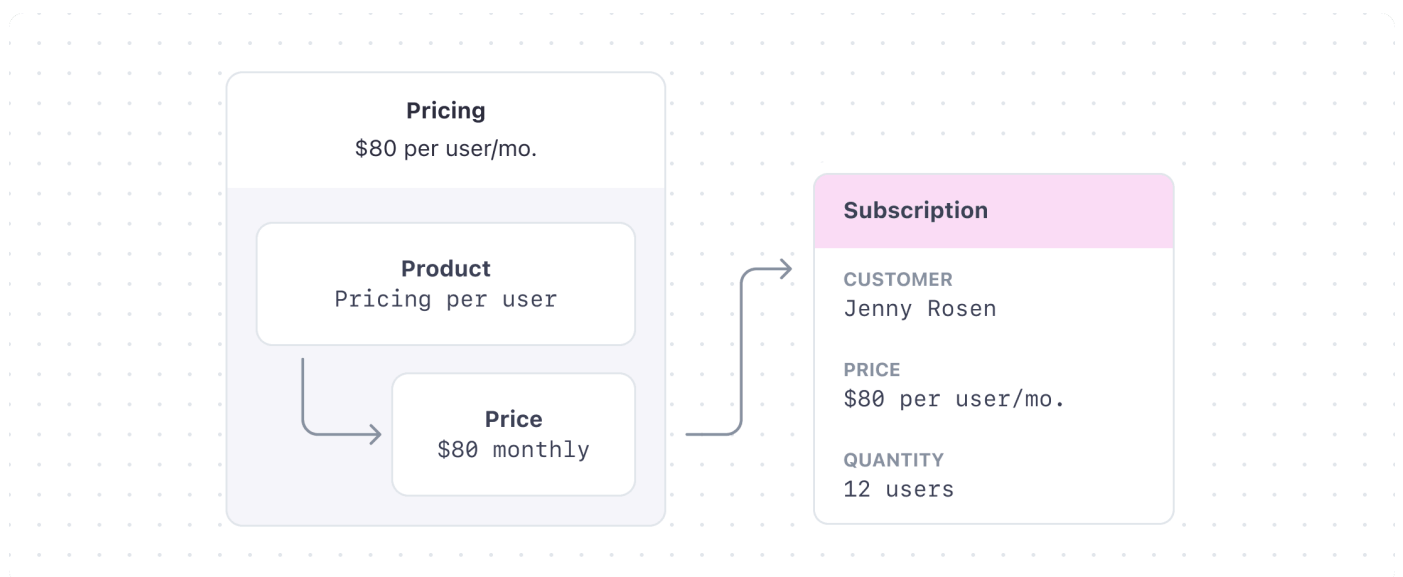 Pricing
$80 per user/mo.
Product
Pricing per user
Price
$80 monthly
Subscription
CUSTOMER
Jenny Rosen
PRICE
$80 per user/mo.
QUANTITY
12 users